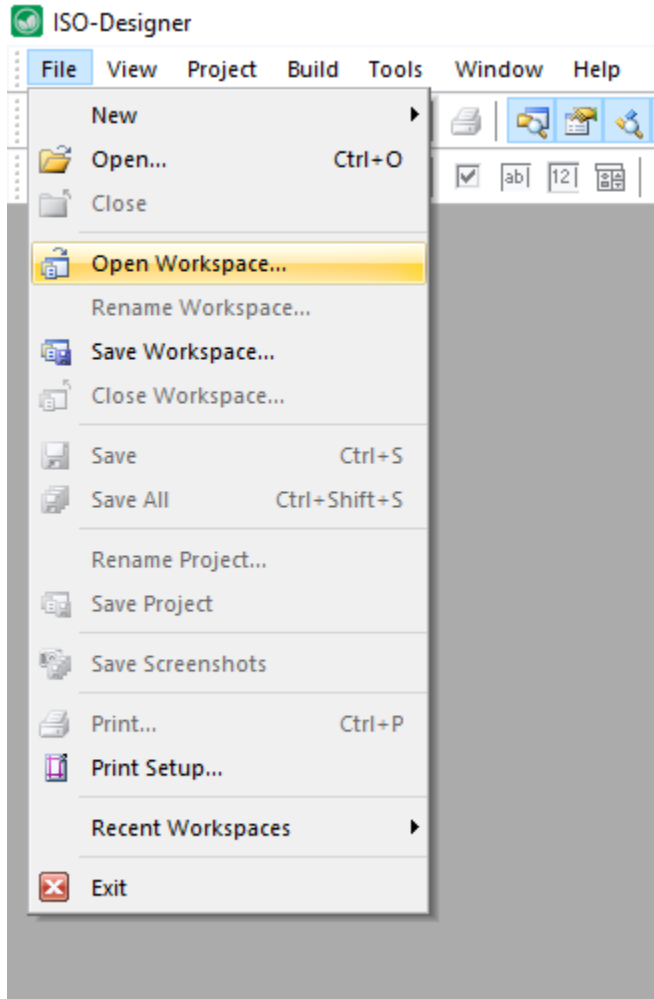 ISO-Designer
File View Project Build Tools Window Help
New
Open... Ctrl+O
ab 12
Close
Open Workspace...
Rename Workspace...
Save Workspace...
Close Workspace...
Save Ctrl+S
Save All Ctrl+Shift+S
Rename Project...
Save Project
Save Screenshots
Print... Ctrl+P
Print Setup...
Recent Workspaces
Exit